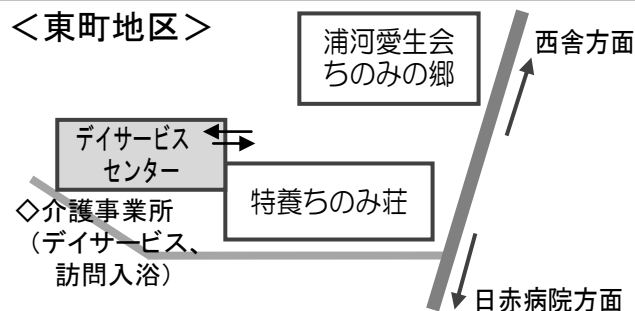 ＜東町地区＞
浦河愛生会
ちのみの郷
西舎方面
デイサービス
センター
特養ちのみ荘
◇介護事業所
（デイサービス、
訪問入浴）
日赤病院方面